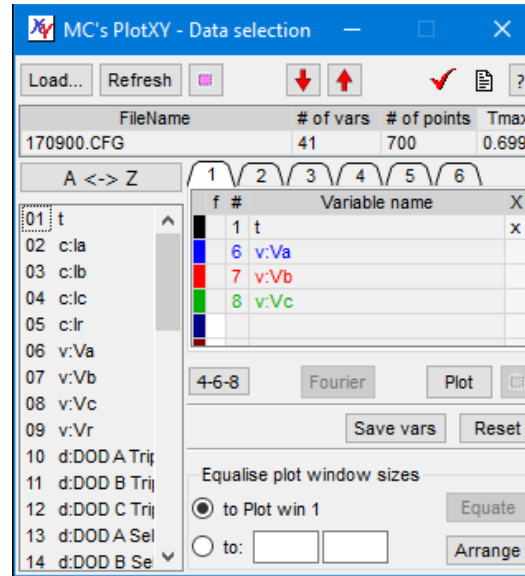 MC's PlotXY - Data selection
Load... Refresh ?
FileName # of vars # of points Tmax
170900.CFG 41 700 0.699
A <-> Z
1 2 3 4 5 6
f # Variable name X
1 t x
6 v:Va
7 v:Vb
8 v:Vc
01 t
02 c:Ia
03 c:Ib
04 c:Ic
05 c:Ir
06 v:Va
07 v:Vb
08 v:Vc
09 v:Vr
10 d:DOD A Trip
11 d:DOD B Trip
12 d:DOD C Trip
13 d:DOD A Sel
14 d:DOD B Sel
4-6-8 Fourier Plot
Save vars Reset
Equalise plot window sizes
to Plot win 1 Equate
to: Arrange